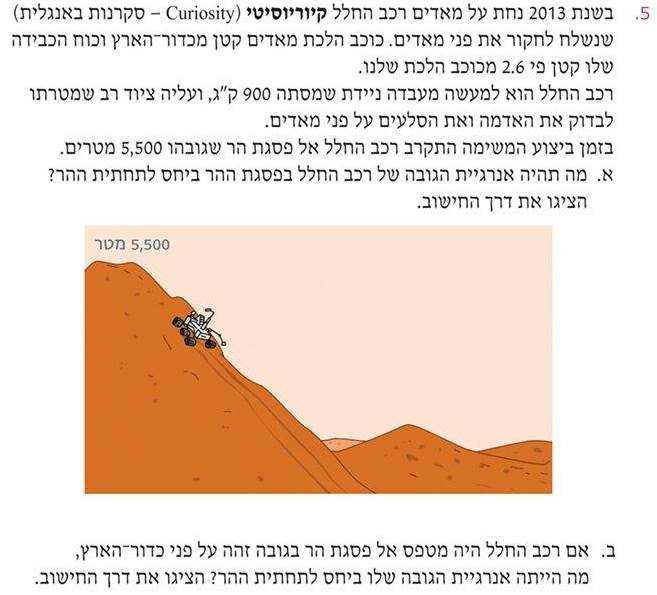 5. בשנת 2013 נחת על מאדים רכב החלל קיוריוסיטי (Curiosity – סקרנות באנגלית)
שנשלח לחקור את פני מאדים. כוכב הלכת מאדים קטן מכדור־הארץ וכוח הכבידה
שלו קטן פי 2.6 מכוכב הלכת שלנו.
רכב החלל הוא למעשה מעבדה ניידת שמסתה 900 ק"ג, ועליה ציוד רב שמטרתו
לבדוק את האדמה ואת הסלעים על פני מאדים.
בזמן ביצוע המשימה התקרב רכב החלל אל פסגת הר שגובהו 5,500 מטרים.
א. מה תהיה אנרגיית הגובה של רכב החלל בפסגת ההר ביחס לתחתית ההר?
הציגו את דרך החישוב.
5,500 מטר
ב. אם רכב החלל היה מטפס אל פסגת הר בגובה זהה על פני כדור־הארץ,
מה הייתה אנרגיית הגובה שלו ביחס לתחתית ההר? הציגו את דרך החישוב.